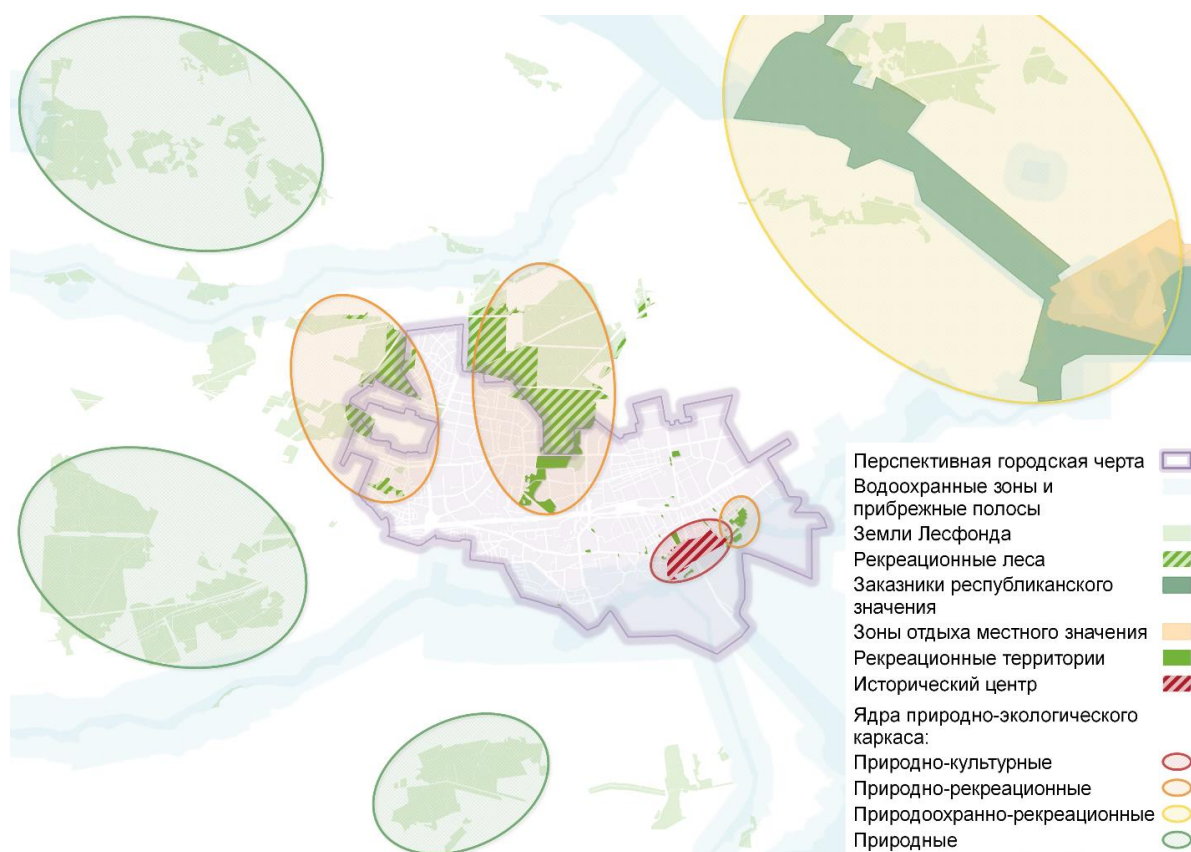 Перспективная городская черта
Водоохранные зоны и
прибрежные полосы
Земли Лесфонда
Рекреационные леса
Заказники республиканского
значения
Зоны отдыха местного значения
Рекреационные территории
Исторический центр
Ядра природно-экологического
каркаса:
Природно-культурные
Природно-рекреационные
Природоохранно-рекреационные
Природные